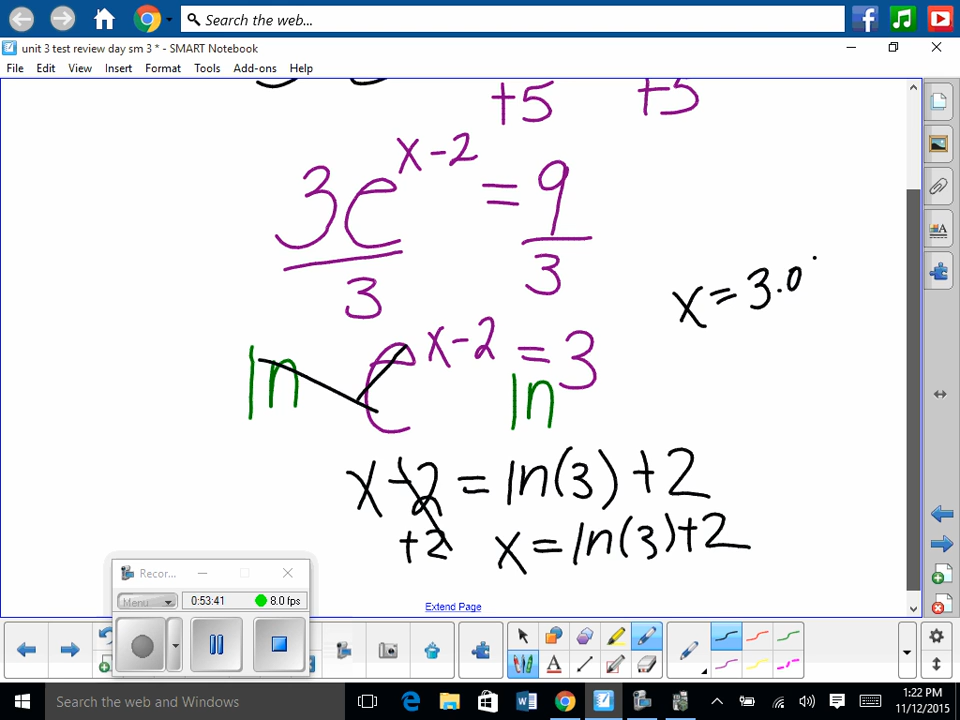 Search the web...
unit 3 test review day sm 3 * - SMART Notebook
File Edit View Insert Format Tools Add-ons Help
+5 +5
3e^(x-2) = 9
3 3
x = 3.0
ln e^(x-2) = 3
ln
x - 2 = ln(3) + 2
+2 x = ln(3) + 2
Recor...
Menu 0:53:41 8.0 fps
Extend Page
A
Search the web and Windows
1:22 PM
11/12/2015